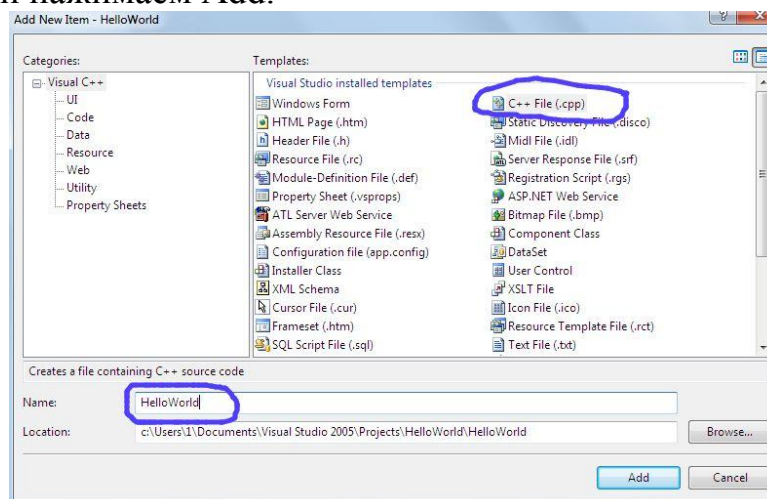 и нажимаем Add.
Add New Item - HelloWorld
Categories:
Templates:
Visual C++
UI
Code
Data
Resource
Web
Utility
Property Sheets
Visual Studio installed templates
Windows Form
HTML Page (.htm)
Header File (.h)
Resource File (.rc)
Module-Definition File (.def)
Property Sheet (.vsprops)
ATL Server Web Service
Assembly Resource File (.resx)
Configuration file (app.config)
Installer Class
XML Schema
Cursor File (.cur)
Frameset (.htm)
SQL Script File (.sql)
C++ File (.cpp)
Static Discovery File (.disco)
Midl File (.idl)
Server Response File (.srf)
Registration Script (.rgs)
ASP.NET Web Service
Bitmap File (.bmp)
Component Class
DataSet
User Control
XSLT File
Icon File (.ico)
Resource Template File (.rct)
Text File (.txt)
Creates a file containing C++ source code
Name:
HelloWorld
Location:
c:\Users\1\Documents\Visual Studio 2005\Projects\HelloWorld\HelloWorld
Browse...
Add
Cancel